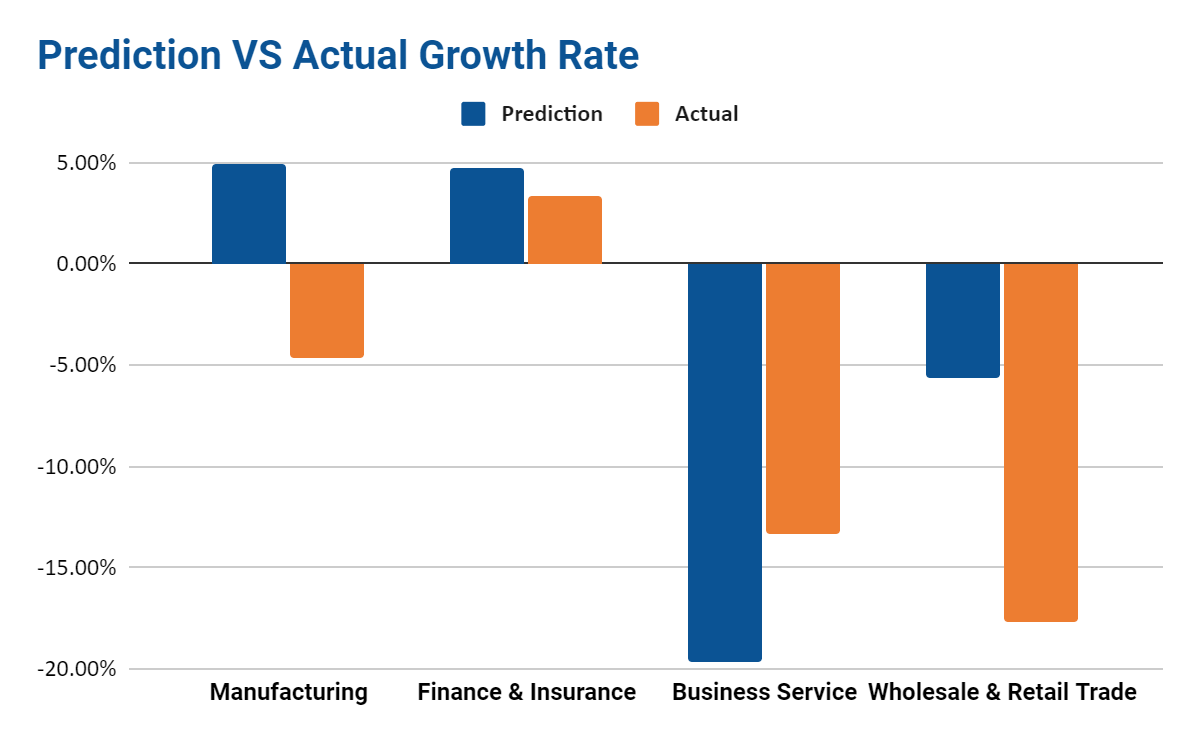 Prediction VS Actual Growth Rate
Prediction Actual
5.00%
0.00%
-5.00%
-10.00%
-15.00%
-20.00%
Manufacturing Finance & Insurance Business Service Wholesale & Retail Trade